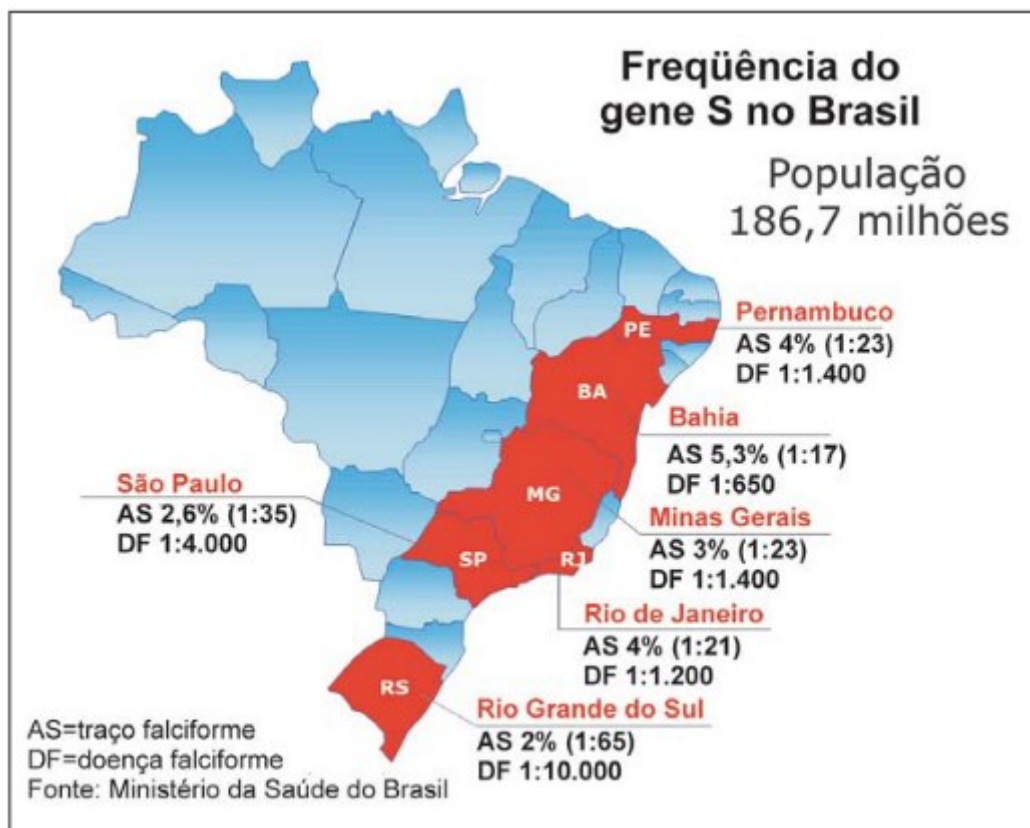 Freqüência do
gene S no Brasil
População
186,7 milhões
Pernambuco
AS 4% (1:23)
DF 1:1.400
PE
BA
Bahia
AS 5,3% (1:17)
DF 1:650
São Paulo
AS 2,6% (1:35)
DF 1:4.000
MG
Minas Gerais
AS 3% (1:23)
DF 1:1.400
SP
RJ
Rio de Janeiro
AS 4% (1:21)
DF 1:1.200
RS
Rio Grande do Sul
AS 2% (1:65)
DF 1:10.000
AS=traço falciforme
DF=doença falciforme
Fonte: Ministério da Saúde do Brasil